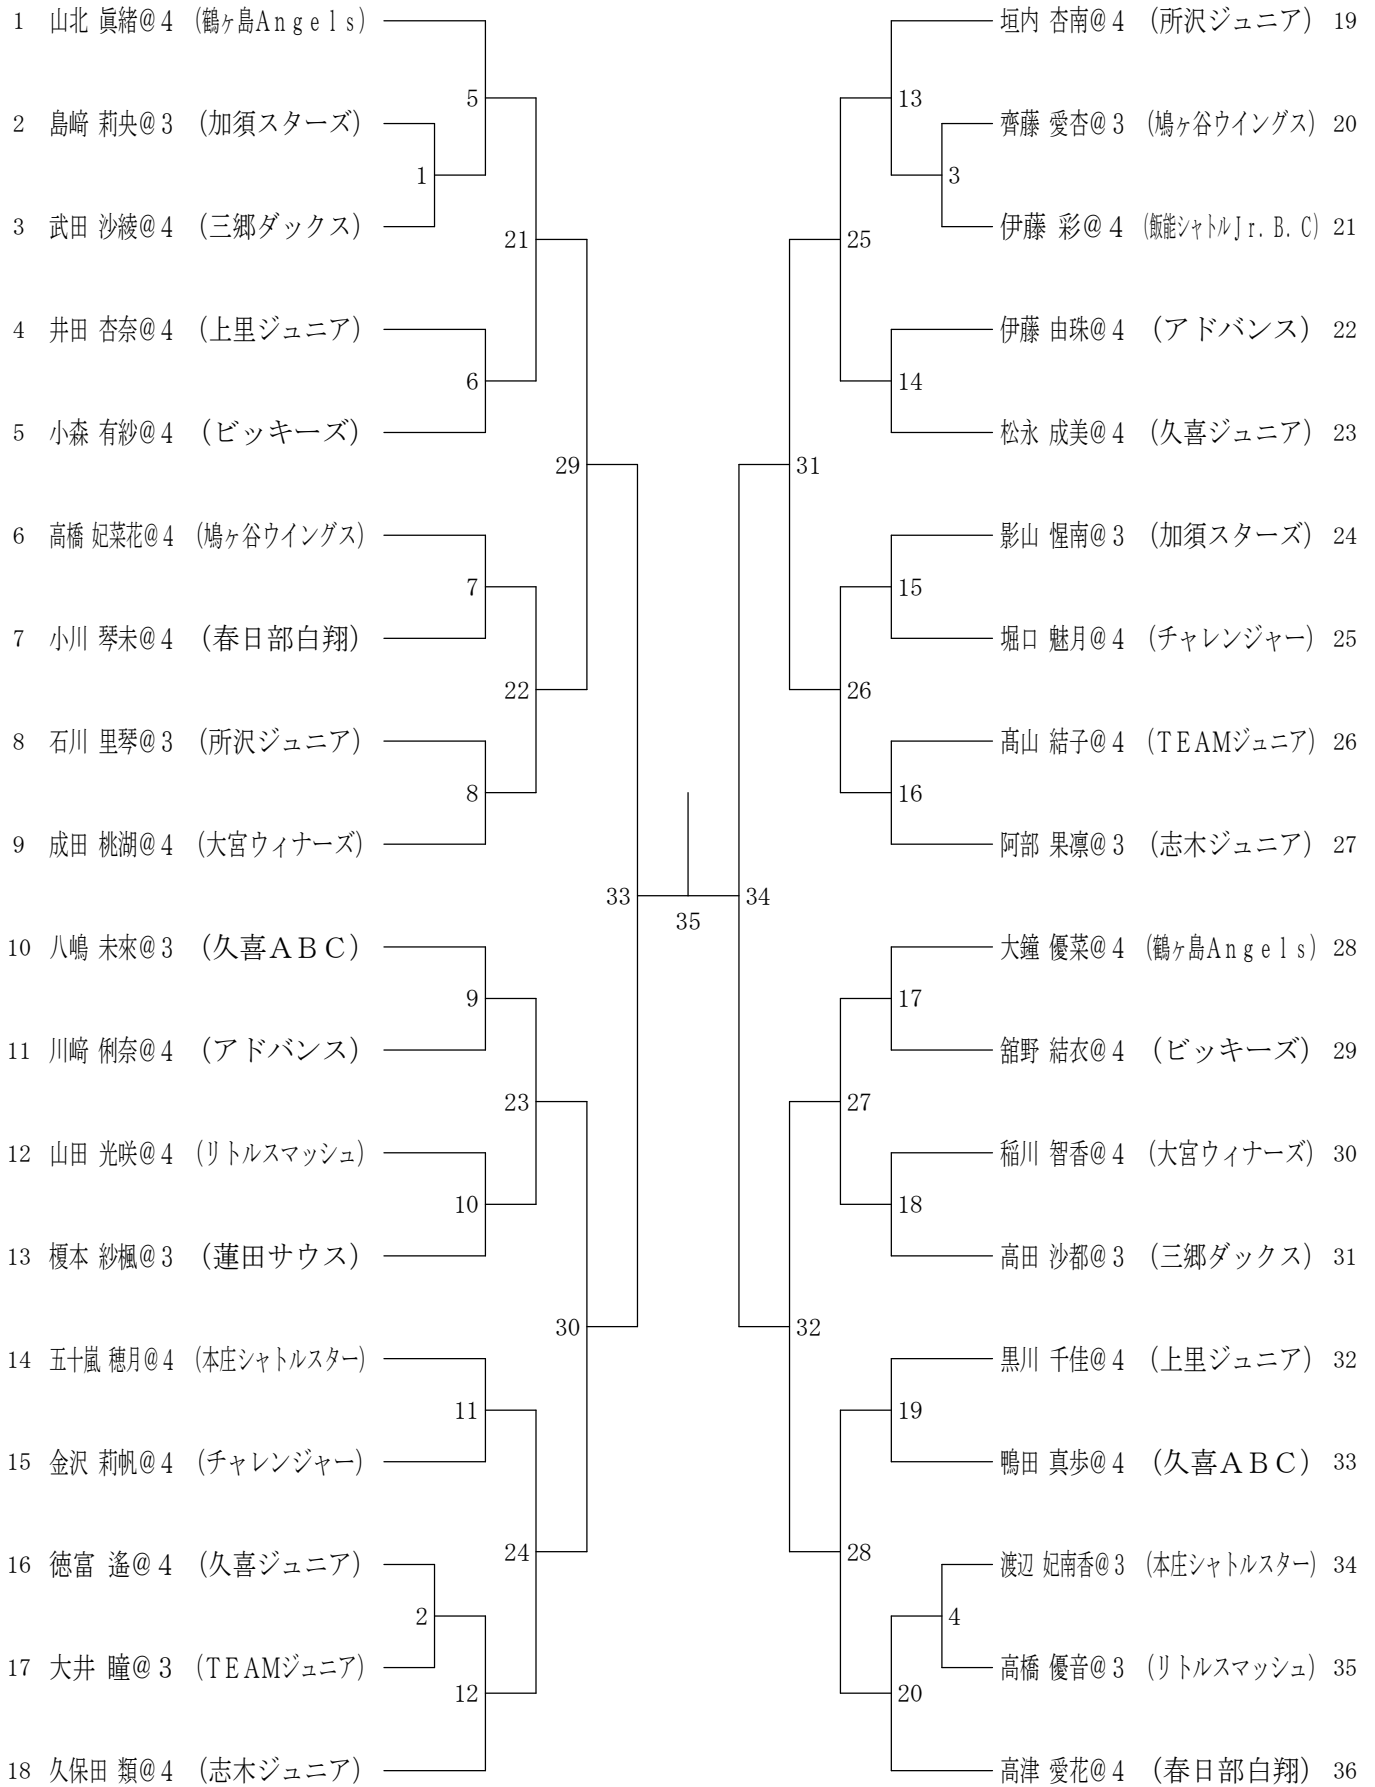 1 山北 眞緒@4 (鶴ヶ島Angels)
2 島﨑 莉央@3 (加須スターズ)
3 武田 沙綾@4 (三郷ダックス)
4 井田 杏奈@4 (上里ジュニア)
5 小森 有紗@4 (ビッキーズ)
6 高橋 妃菜花@4 (鳩ヶ谷ウイングス)
7 小川 琴未@4 (春日部白翔)
8 石川 里琴@3 (所沢ジュニア)
9 成田 桃湖@4 (大宮ウィナーズ)
10 八嶋 未來@3 (久喜ABC)
11 川﨑 俐奈@4 (アドバンス)
12 山田 光咲@4 (リトルスマッシュ)
13 榎本 紗楓@3 (蓮田サウス)
14 五十嵐 穂月@4 (本庄シャトルスター)
15 金沢 莉帆@4 (チャレンジャー)
16 徳富 遥@4 (久喜ジュニア)
17 大井 瞳@3 (TEAMジュニア)
18 久保田 類@4 (志木ジュニア)
1
2
5
6
7
8
9
10
11
12
21
22
23
24
29
30
33
35
34
31
32
25
26
27
28
13
14
15
16
17
18
19
20
3
4
垣内 杏南@4 (所沢ジュニア) 19
齊藤 愛杏@3 (鳩ヶ谷ウイングス) 20
伊藤 彩@4 (飯能シャトルJr.B.C) 21
伊藤 由珠@4 (アドバンス) 22
松永 成美@4 (久喜ジュニア) 23
影山 惺南@3 (加須スターズ) 24
堀口 魅月@4 (チャレンジャー) 25
髙山 結子@4 (TEAMジュニア) 26
阿部 果凛@3 (志木ジュニア) 27
大鐘 優菜@4 (鶴ヶ島Angels) 28
舘野 結衣@4 (ビッキーズ) 29
稲川 智香@4 (大宮ウィナーズ) 30
高田 沙都@3 (三郷ダックス) 31
黒川 千佳@4 (上里ジュニア) 32
鴨田 真歩@4 (久喜ABC) 33
渡辺 妃南香@3 (本庄シャトルスター) 34
高橋 優音@3 (リトルスマッシュ) 35
高津 愛花@4 (春日部白翔) 36